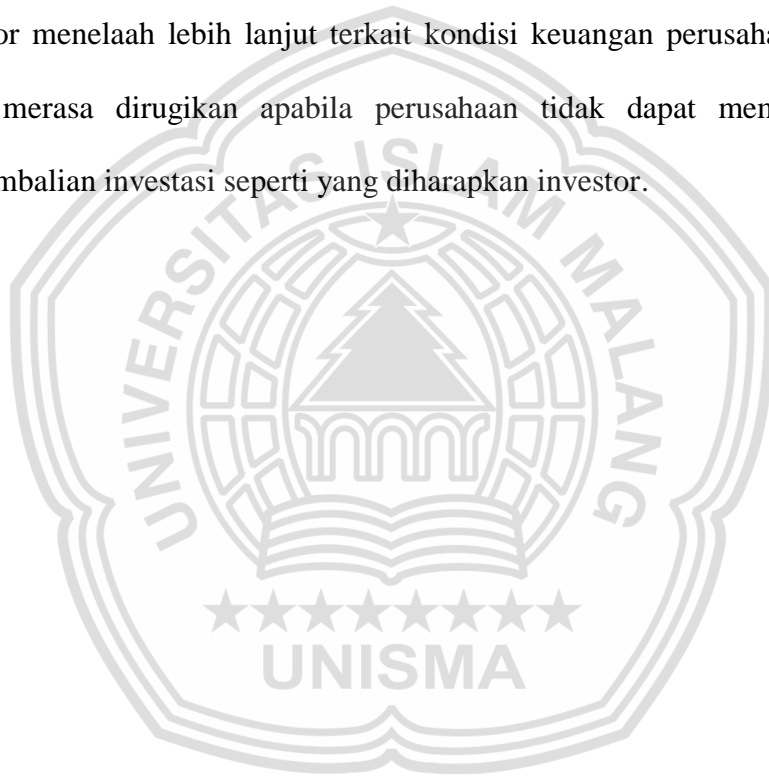 or menelaah lebih lanjut terkait kondisi keuangan perusaha
merasa dirugikan apabila perusahaan tidak dapat mem
mbalian investasi seperti yang diharapkan investor.
UNIVERSITAS ISLAM MALANG
UNISMA